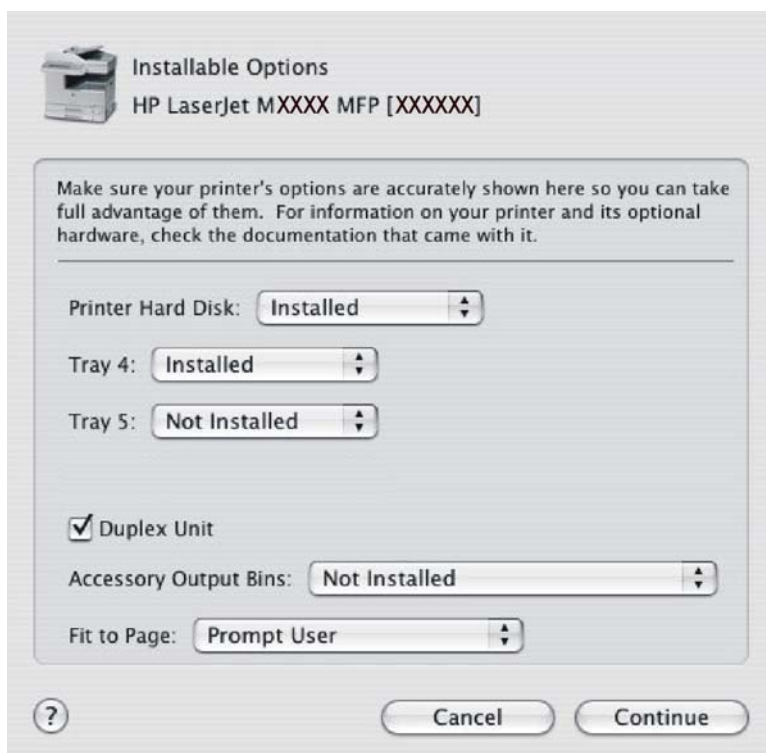 Installable Options
HP LaserJet MXXXX MFP [XXXXXX]
Make sure your printer's options are accurately shown here so you can take
full advantage of them. For information on your printer and its optional
hardware, check the documentation that came with it.
Printer Hard Disk: Installed
Tray 4: Installed
Tray 5: Not Installed
Duplex Unit
Accessory Output Bins: Not Installed
Fit to Page: Prompt User
? Cancel Continue